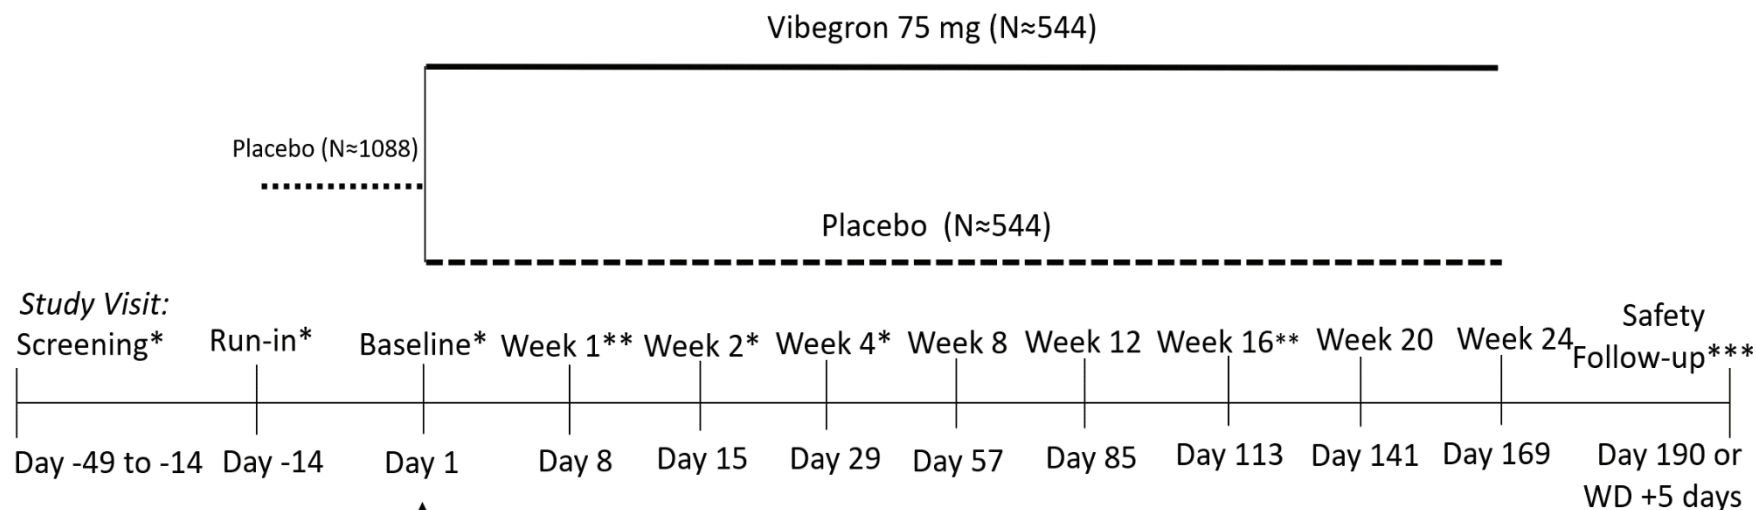 Vibegron 75 mg (N≈544)
Placebo (N≈1088)
Placebo (N≈544)
Study Visit:
Screening*
Run-in*
Baseline*
Week 1**
Week 2*
Week 4*
Week 8
Week 12
Week 16**
Week 20
Week 24
Safety
Follow-up***
Day -49 to -14
Day -14
Day 1
Day 8
Day 15
Day 29
Day 57
Day 85
Day 113
Day 141
Day 169
Day 190 or
WD +5 days